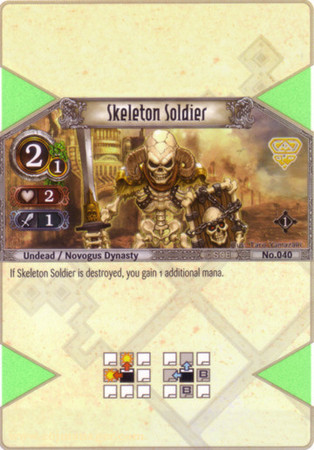 Skeleton Soldier
2
1
2
1
Undead / Novogus Dynasty
No.040
If Skeleton Soldier is destroyed, you gain 1 additional mana.
B
B